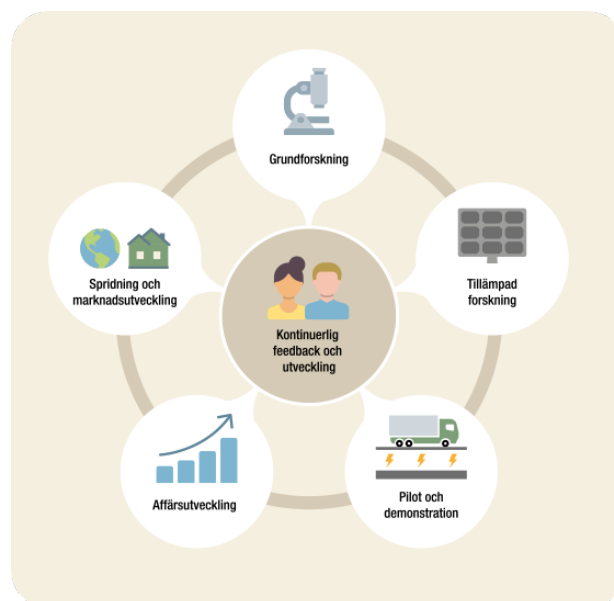 Grundforskning
Tillämpad
forskning
Pilot och
demonstration
Affärsutveckling
Spridning och
marknadsutveckling
Kontinuerlig
feedback och
utveckling